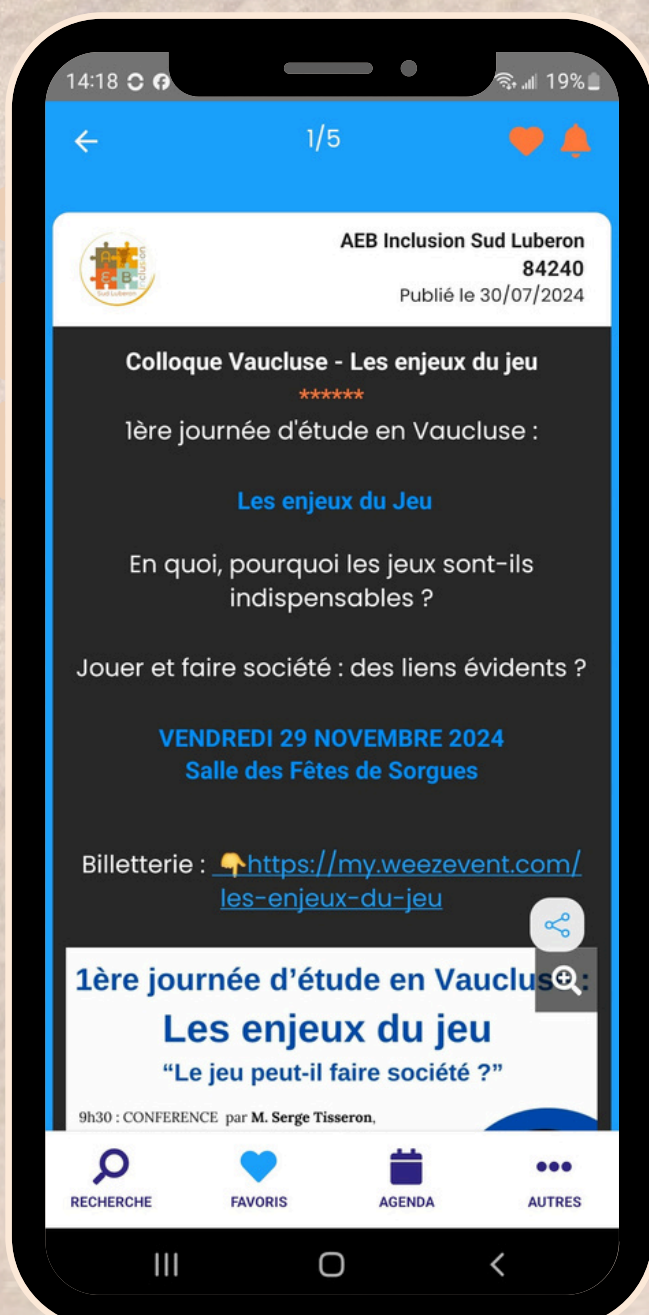 14:18
19%
1/5
A
E B
Inclusion
Sud Luberon
AEB Inclusion Sud Luberon
84240
Publié le 30/07/2024
Colloque Vaucluse - Les enjeux du jeu
******
1ère journée d'étude en Vaucluse :
Les enjeux du Jeu
En quoi, pourquoi les jeux sont-ils
indispensables ?
Jouer et faire société : des liens évidents ?
VENDREDI 29 NOVEMBRE 2024
Salle des Fêtes de Sorgues
Billetterie : 👇https://my.weezevent.com/
les-enjeux-du-jeu
1ère journée d’étude en Vaucluse :
Les enjeux du jeu
“Le jeu peut-il faire société ?”
9h30 : CONFERENCE par M. Serge Tisseron,
RECHERCHE
FAVORIS
AGENDA
AUTRES